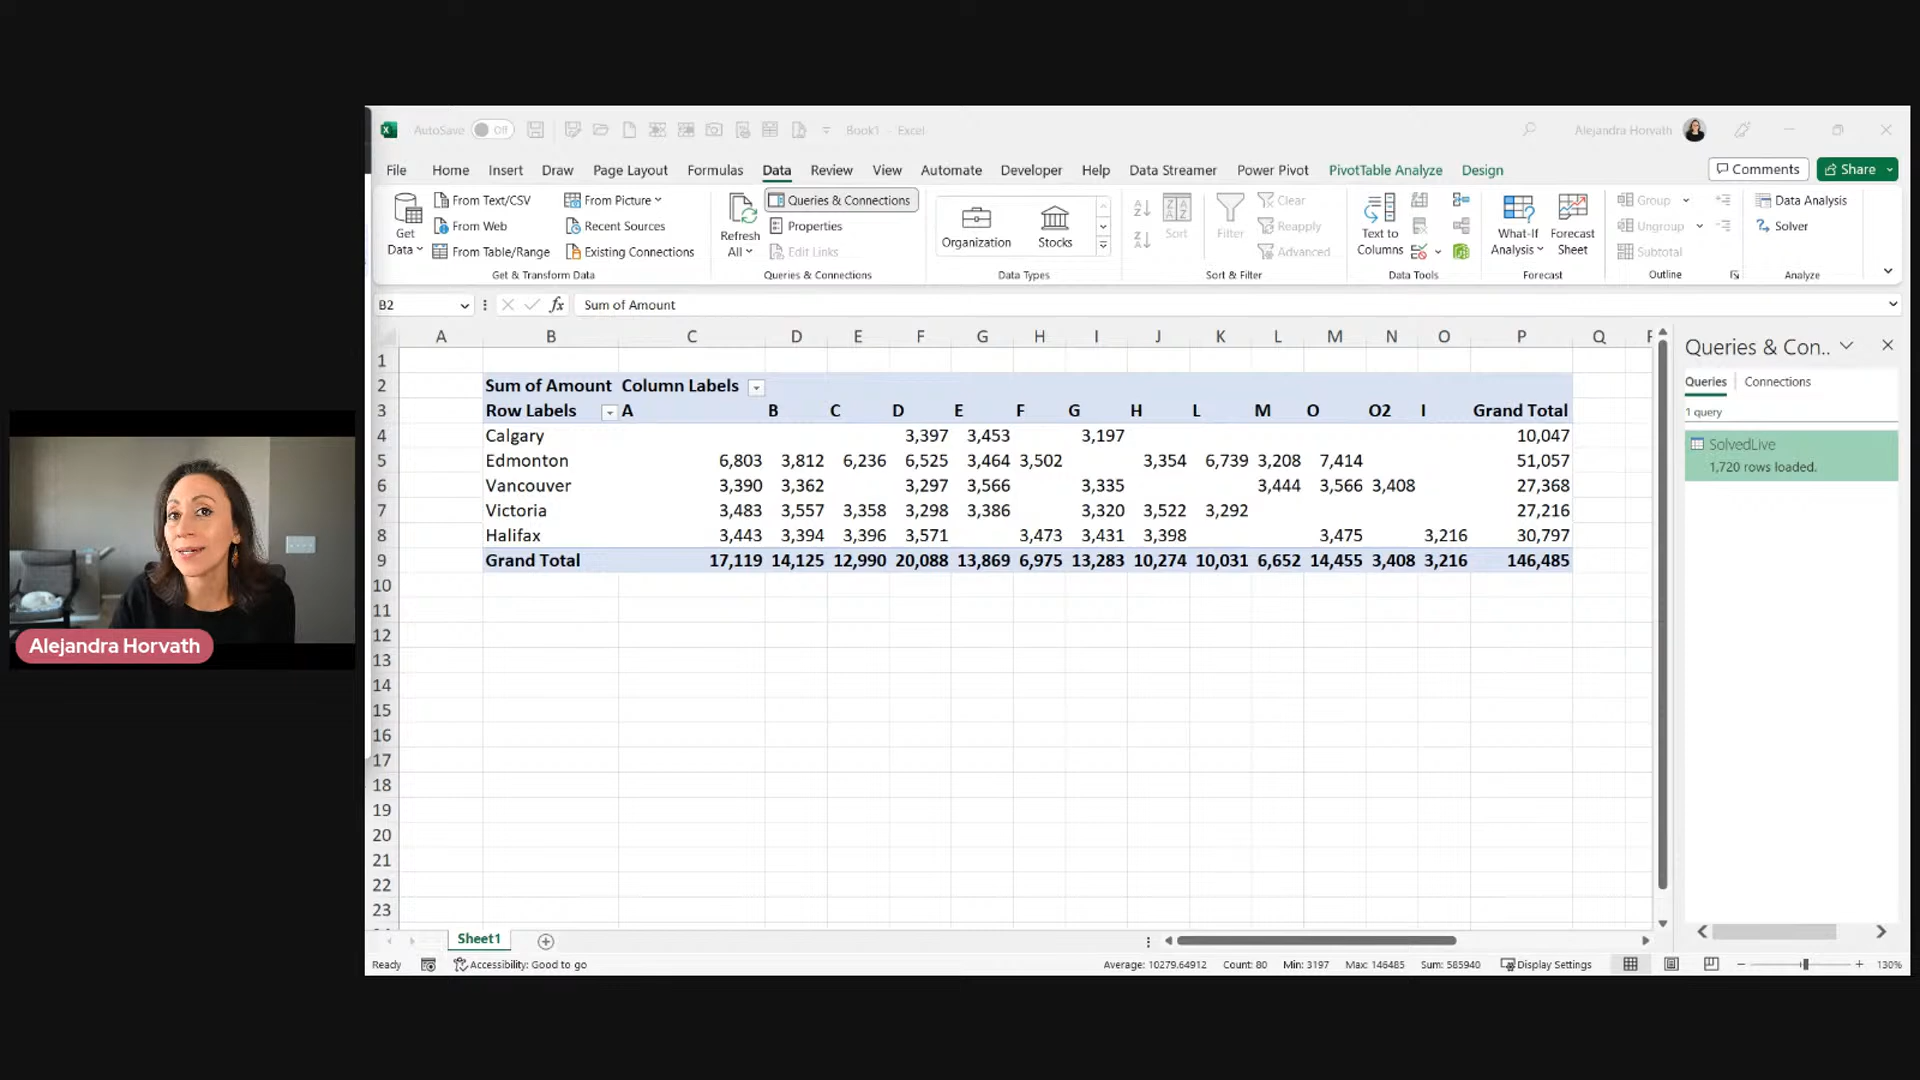 AutoSave Off Book1 - Excel Alejandra Horvath
File Home Insert Draw Page Layout Formulas Data Review View Automate Developer Help Data Streamer Power Pivot PivotTable Analyze Design Comments Share
Get Data
From Text/CSV
From Web
From Table/Range
From Picture
Recent Sources
Existing Connections
Get & Transform Data
Refresh All
Queries & Connections
Properties
Edit Links
Queries & Connections
Organization
Stocks
Data Types
Sort
Filter
Clear
Reapply
Advanced
Sort & Filter
Text to Columns
Data Tools
What-If Analysis
Forecast Sheet
Forecast
Group
Ungroup
Subtotal
Outline
Data Analysis
Solver
Analyze
B2 fx Sum of Amount
A B C D E F G H I J K L M N O P Q
1
2 Sum of Amount Column Labels
3 Row Labels A B C D E F G H L M O O2 I Grand Total
4 Calgary 3,397 3,453 3,197 10,047
5 Edmonton 6,803 3,812 6,236 6,525 3,464 3,502 3,354 6,739 3,208 7,414 51,057
6 Vancouver 3,390 3,362 3,297 3,566 3,335 3,444 3,566 3,408 27,368
7 Victoria 3,483 3,557 3,358 3,298 3,386 3,320 3,522 3,292 27,216
8 Halifax 3,443 3,394 3,396 3,571 3,473 3,431 3,398 3,475 3,216 30,797
9 Grand Total 17,119 14,125 12,990 20,088 13,869 6,975 13,283 10,274 10,031 6,652 14,455 3,408 3,216 146,485
10
11
12
13
14
15
16
17
18
19
20
21
22
23
Queries & Con..
Queries Connections
1 query
SolvedLive
1,720 rows loaded.
Alejandra Horvath
Sheet1
Ready Accessibility: Good to go Average: 10279.64912 Count: 80 Min: 3197 Max: 146485 Sum: 585940 Display Settings 130%